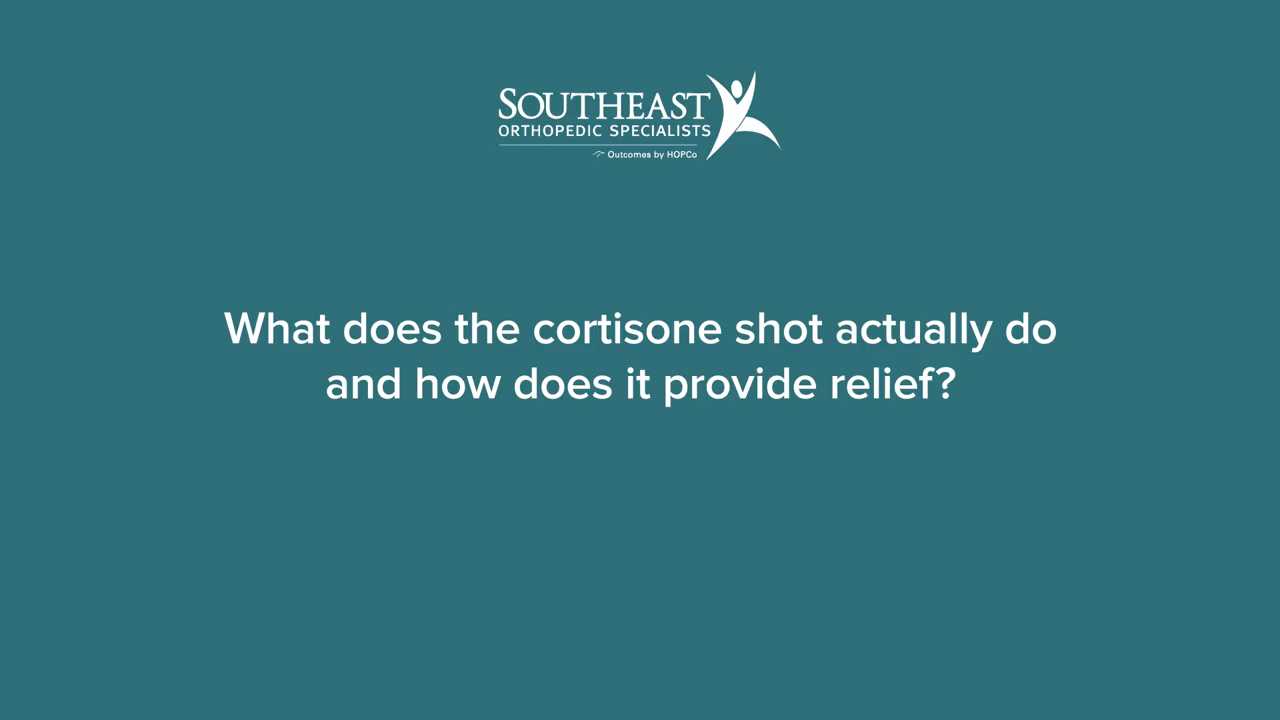 SOUTHEAST
ORTHOPEDIC SPECIALISTS
Outcomes by HOPCo
What does the cortisone shot actually do
and how does it provide relief?